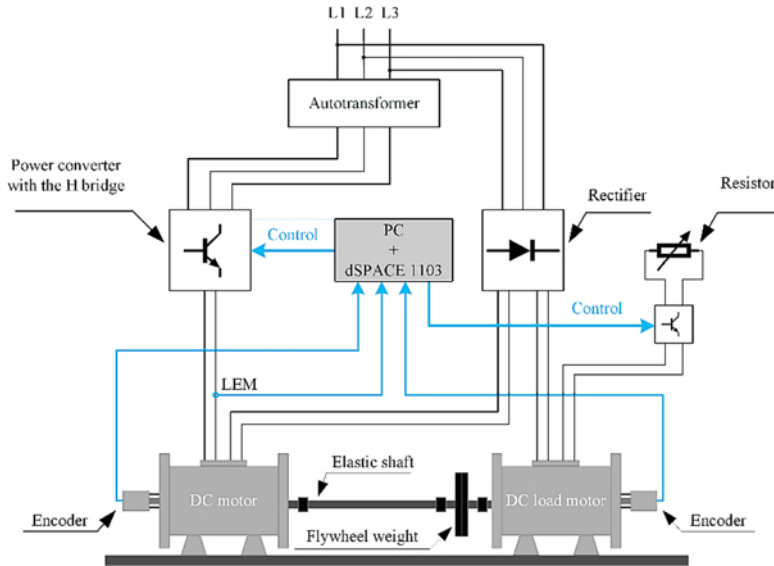 L1 L2 L3
Autotransformer
Power converter
with the H bridge
Rectifier
Resistor
Control
PC
+
dSPACE 1103
Control
LEM
Elastic shaft
DC motor
DC load motor
Encoder
Flywheel weight
Encoder